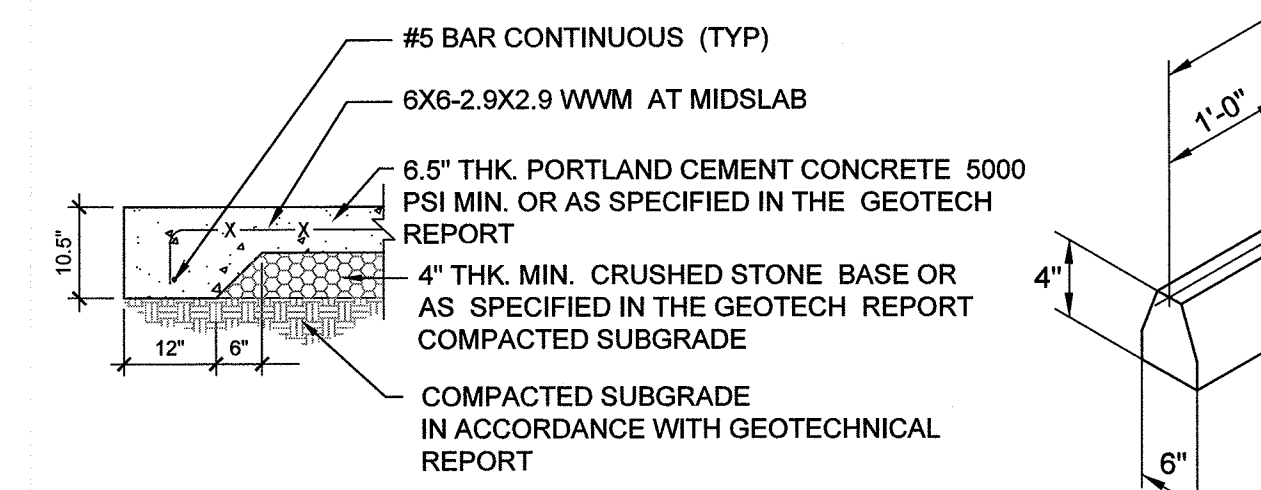 #5 BAR CONTINUOUS (TYP)
6X6-2.9X2.9 WWM AT MIDSLAB
6.5" THK. PORTLAND CEMENT CONCRETE 5000
PSI MIN. OR AS SPECIFIED IN THE GEOTECH
REPORT
4" THK. MIN. CRUSHED STONE BASE OR
AS SPECIFIED IN THE GEOTECH REPORT
COMPACTED SUBGRADE
COMPACTED SUBGRADE
IN ACCORDANCE WITH GEOTECHNICAL
REPORT
10.5"
X X
12" 6"
1'-0"
4"
6"